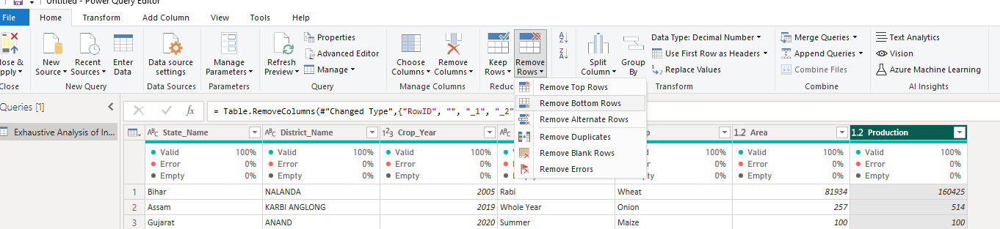 Untitled - Power Query Editor
File Home Transform Add Column View Tools Help
Properties
Advanced Editor
Manage
New Source
Recent Sources
Enter Data
Data source settings
Manage Parameters
Refresh Preview
Choose Columns
Remove Columns
Keep Rows
Remove Rows
A Z
Z A
Split Column
Group By
Data Type: Decimal Number
Use First Row as Headers
1 2 Replace Values
Merge Queries
Append Queries
Combine Files
Text Analytics
Vision
Azure Machine Learning
Close New Query Data Sources Parameters Query Manage Columns Transform Combine AI Insights
Remove Top Rows
Remove Bottom Rows
Remove Alternate Rows
Remove Duplicates
Remove Blank Rows
Remove Errors
Queries [1]
fx = Table.RemoveColumns(#"Changed Type",{"RowID", "", "_1", "_2"
Exhaustive Analysis of In...
ABC State_Name ABC District_Name 123 Crop_Year ABC 1.2 Area 1.2 Production
Valid 100% Valid 100% Valid 100% 100% Valid 100% Valid 100%
Error 0% Error 0% Error 0% 0% Error 0% Error 0%
Empty 0% Empty 0% Empty 0% 0% Empty 0% Empty 0%
1 Bihar NALANDA 2005 Rabi Wheat 81934 160425
2 Assam KARBI ANGLONG 2019 Whole Year Onion 257 514
3 Gujarat ANAND 2020 Summer Maize 100 100